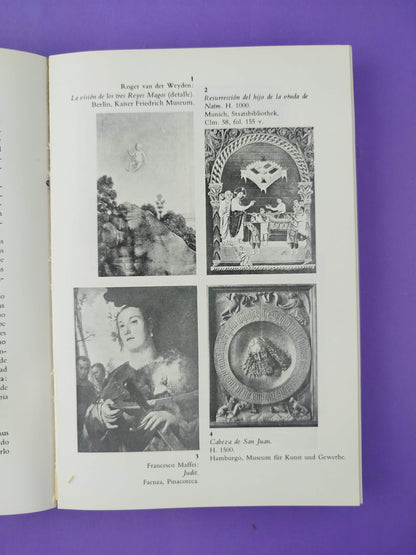 1
Roger van der Weyden:
La visión de los tres Reyes Magos (detalle).
Berlin, Kaiser Friedrich Museum.
2
Resurrección del hijo de la viuda de
Naim. H. 1000.
Munich, Staatsbibliothek,
Clm. 58, fol. 155 v.
3
Francesco Maffei:
Judit.
Faenza, Pinacoteca.
4
Cabeza de San Juan.
H. 1500.
Hamburgo, Museum für Kunst und Gewerbe.